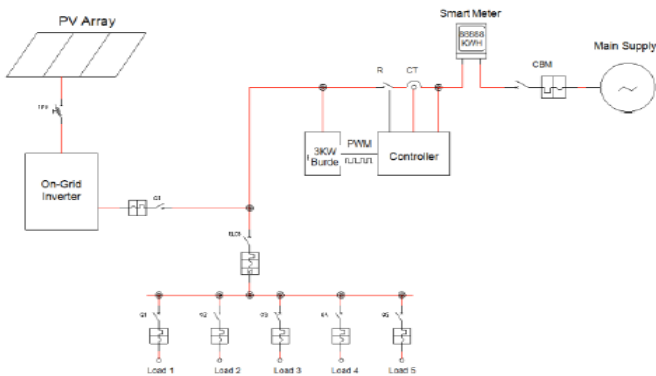 Smart Meter
PV Array
88888
KWH
Main Supply
CBM
R
CT
3KW
Burde
PWM
Controller
On-Grid
Inverter
Load 1
Load 2
Load 3
Load 4
Load 5